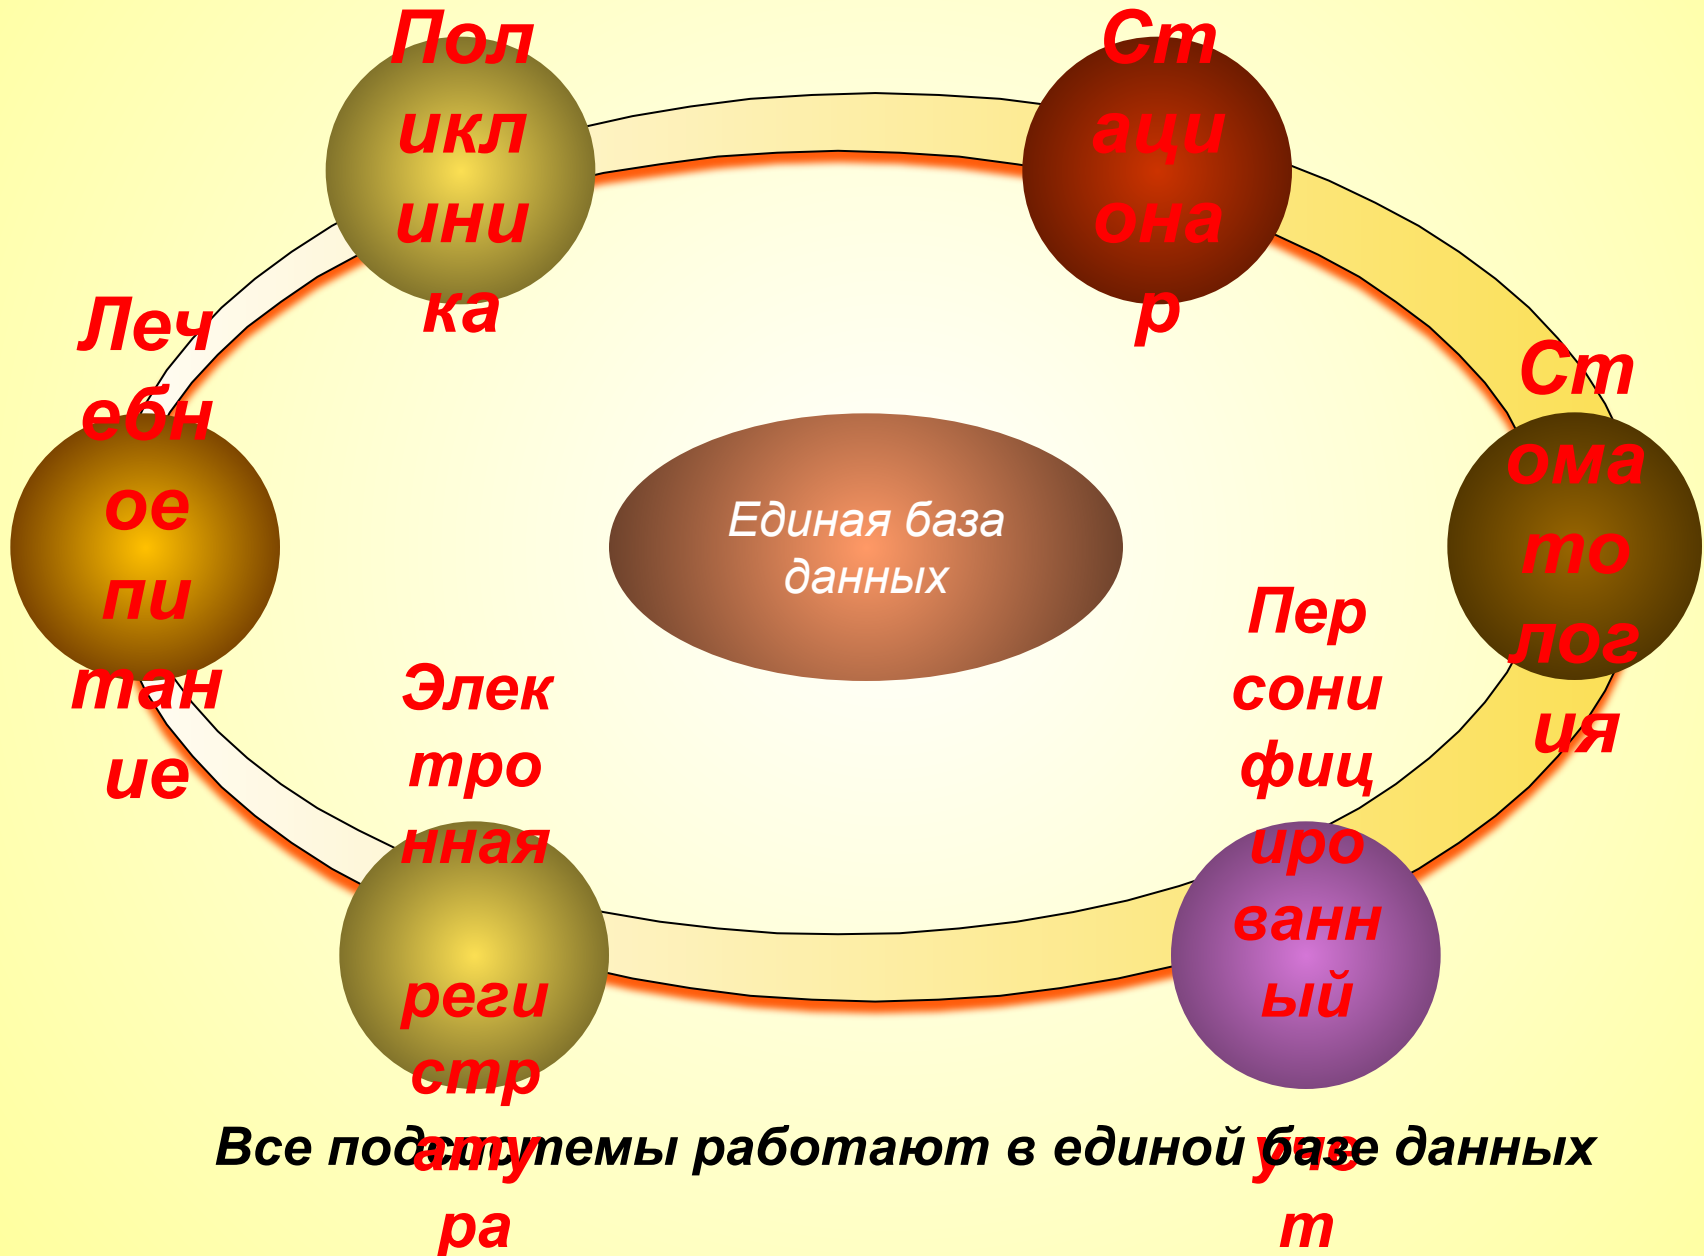 Пол
икл
ини
ка
Ст
аци
она
р
Леч
ебн
ое
пи
тан
ие
Единая база
данных
Ст
ома
то
лог
ия
Элек
тро
нная
реги
стр
ату
ра
Пер
сони
фиц
иро
ванн
ый
уче
т
Все подсистемы работают в единой базе данных